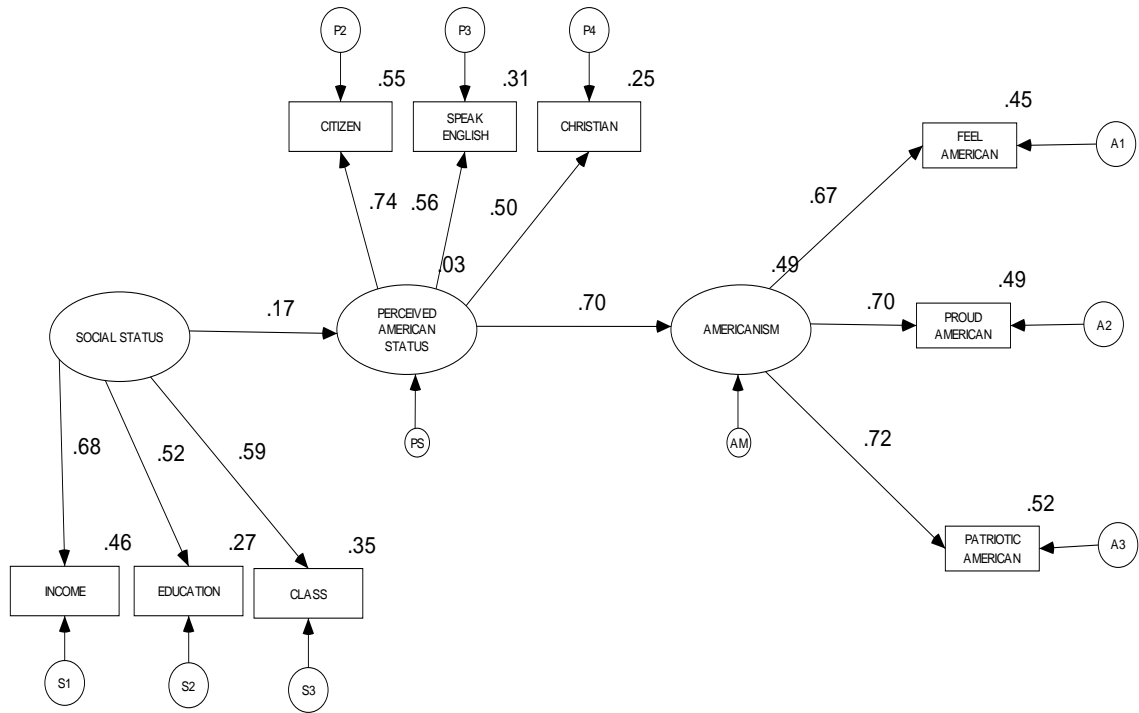 P2
P3
P4
.55
.31
.25
CITIZEN
SPEAK
ENGLISH
CHRISTIAN
.45
FEEL
AMERICAN
A1
.74
.56
.50
.67
.03
.49
SOCIAL STATUS
.17
PERCEIVED
AMERICAN
STATUS
.70
AMERICANISM
.70
.49
PROUD
AMERICAN
A2
PS
AM
.68
.52
.59
.72
.46
.27
.35
.52
INCOME
EDUCATION
CLASS
PATRIOTIC
AMERICAN
A3
S1
S2
S3